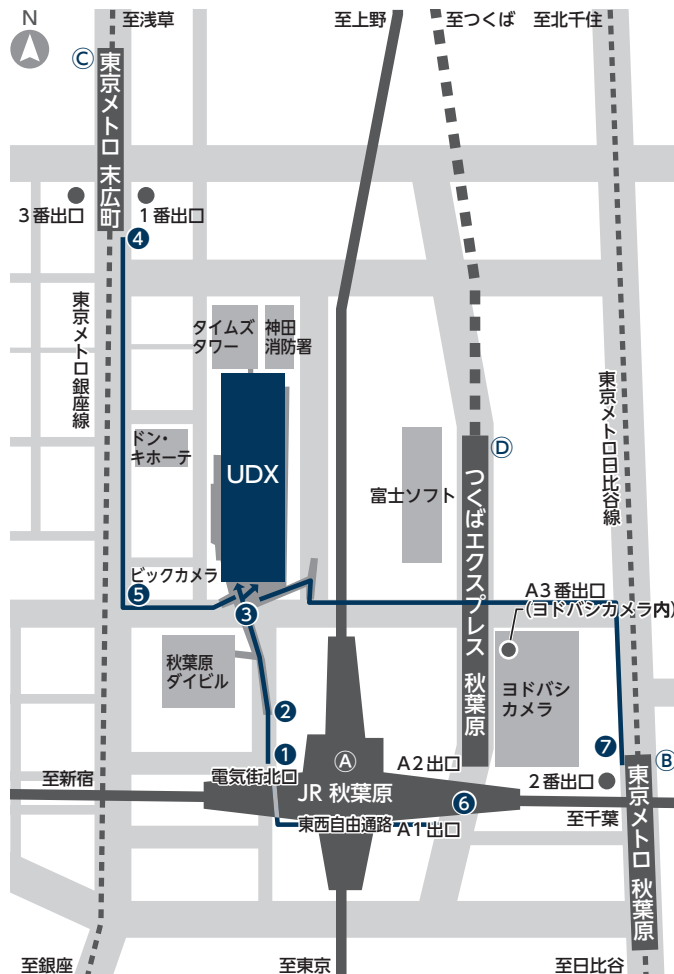 N
至浅草
至上野
至つくば
至北千住
Ⓒ
東京メトロ 末広町
3番出口
1番出口
❹
東京メトロ銀座線
タイムズ
タワー
神田
消防署
東京メトロ日比谷線
ドン・
キホーテ
UDX
富士ソフト
Ⓓ
つくばエクスプレス 秋葉原
ビックカメラ
❺
❸
A3番出口
(ヨドバシカメラ内)
秋葉原
ダイビル
ヨドバシ
カメラ
❷
❶
電気街北口
Ⓐ
JR 秋葉原
A2出口
❼
Ⓑ
2番出口
東京メトロ 秋葉原
至新宿
❻
至千葉
東西自由通路
A1出口
至銀座
至東京
至日比谷